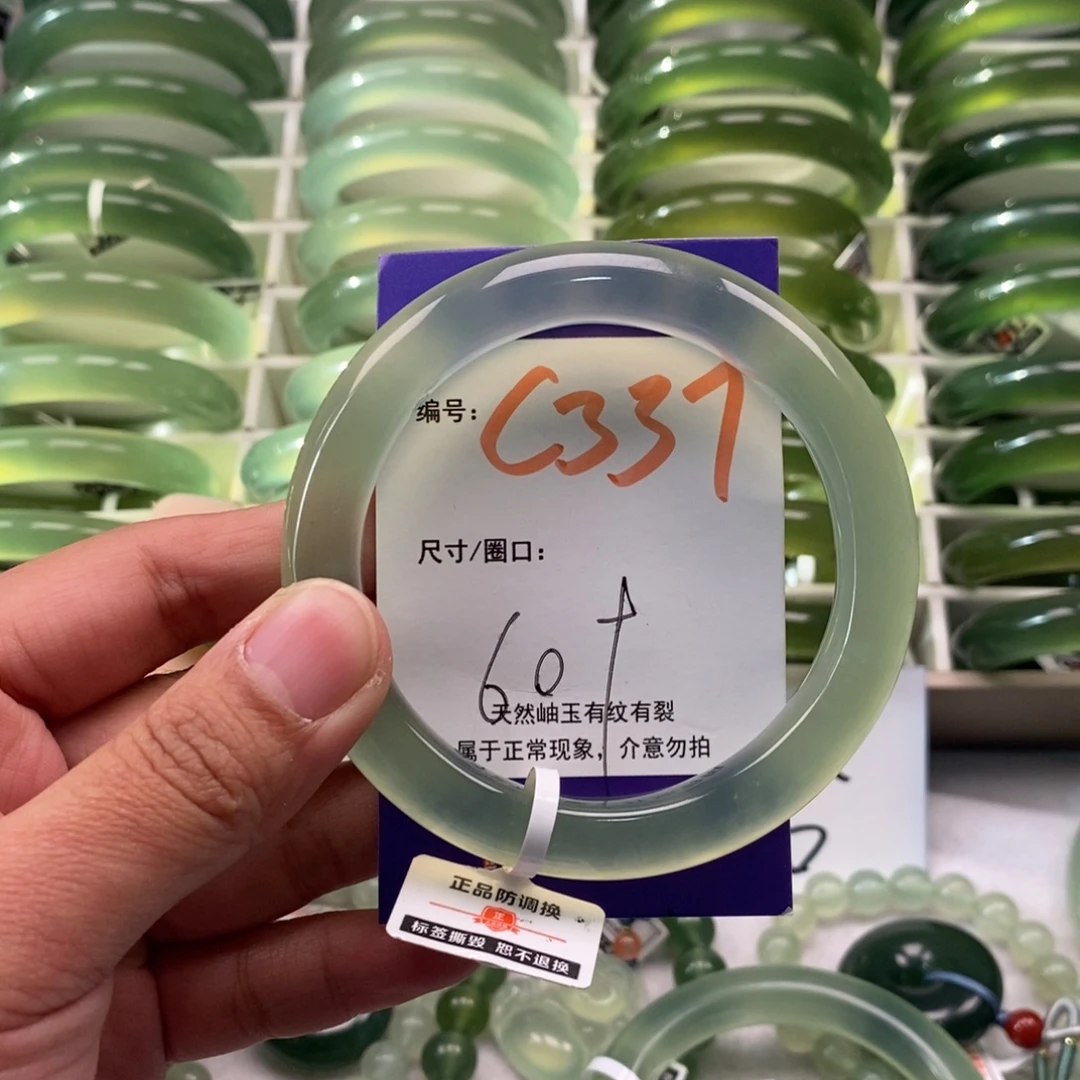 编号：C337
尺寸/圈口：
60
天然岫玉有纹有裂
属于正常现象，介意勿拍
正品防调换
正
标签撕毁 恕不退换